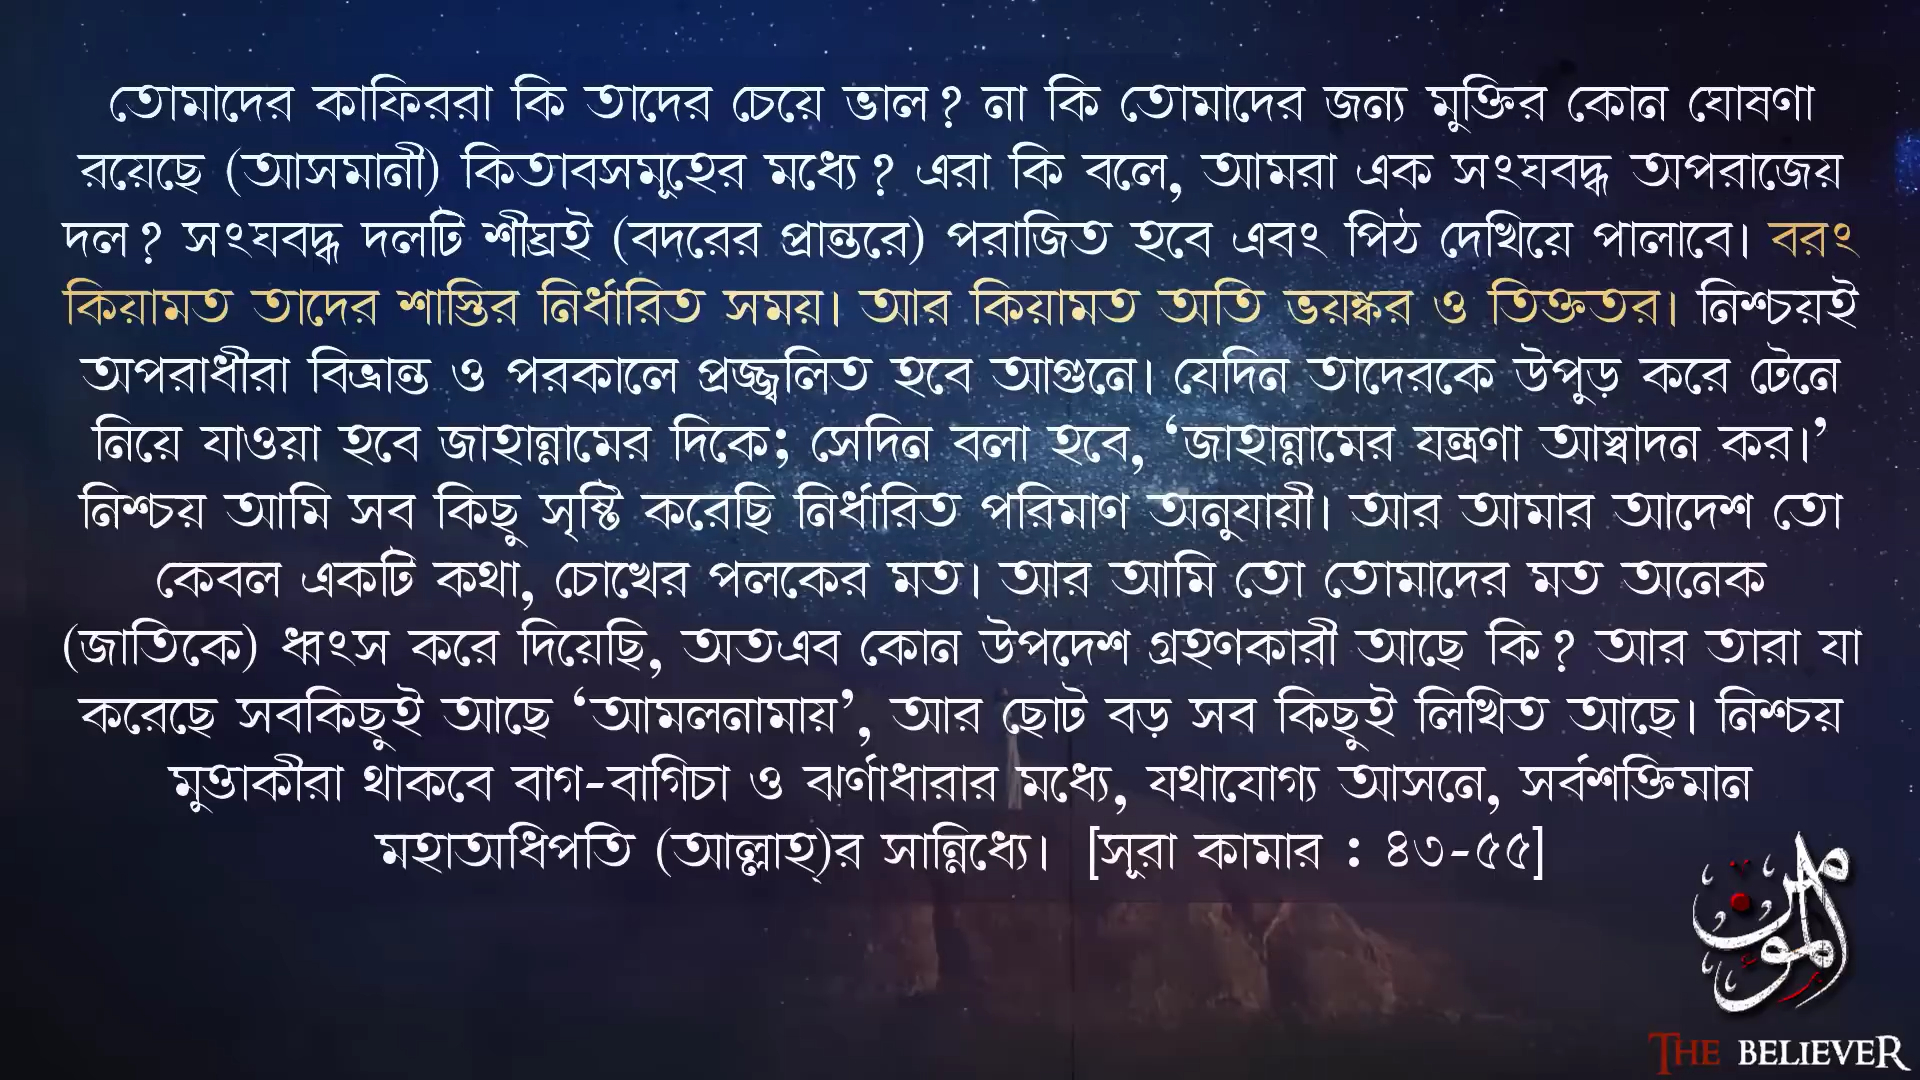 তোমাদের কাফিররা কি তাদের চেয়ে ভাল? না কি তোমাদের জন্য মুক্তির কোন ঘোষণা
রয়েছে (আসমানী) কিতাবসমূহের মধ্যে? এরা কি বলে, আমরা এক সংঘবদ্ধ অপরাজেয়
দল? সংঘবদ্ধ দলটি শীঘ্রই (বদরের প্রান্তরে) পরাজিত হবে এবং পিঠ দেখিয়ে পালাবে। বরং
কিয়ামত তাদের শাস্তির নির্ধারিত সময়। আর কিয়ামত অতি ভয়ঙ্কর ও তিক্ততর। নিশ্চয়ই
অপরাধীরা বিভ্রান্ত ও পরকালে প্রজ্জ্বলিত হবে আগুনে। যেদিন তাদেরকে উপুড় করে টেনে
নিয়ে যাওয়া হবে জাহান্নামের দিকে; সেদিন বলা হবে, ‘জাহান্নামের যন্ত্রণা আস্বাদন কর।’
নিশ্চয় আমি সব কিছু সৃষ্টি করেছি নির্ধারিত পরিমাণ অনুযায়ী। আর আমার আদেশ তো
কেবল একটি কথা, চোখের পলকের মত। আর আমি তো তোমাদের মত অনেক
(জাতিকে) ধ্বংস করে দিয়েছি, অতএব কোন উপদেশ গ্রহণকারী আছে কি? আর তারা যা
করেছে সবকিছুই আছে ‘আমলনামায়’, আর ছোট বড় সব কিছুই লিখিত আছে। নিশ্চয়
মুত্তাকীরা থাকবে বাগ-বাগিচা ও ঝর্ণাধারার মধ্যে, যথাযোগ্য আসনে, সর্বশক্তিমান
মহাঅধিপতি (আল্লাহ্)র সান্নিধ্যে। [সূরা কামার : ৪৩-৫৫]
المؤمن
THE BELIEVER